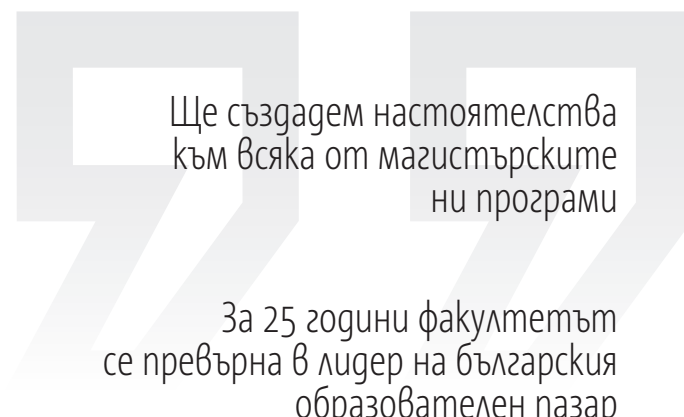 Ще създадем настоятелства
към всяка от магистърските
ни програми
За 25 години факултетът
се превърна в лидер на българския
образователен пазар